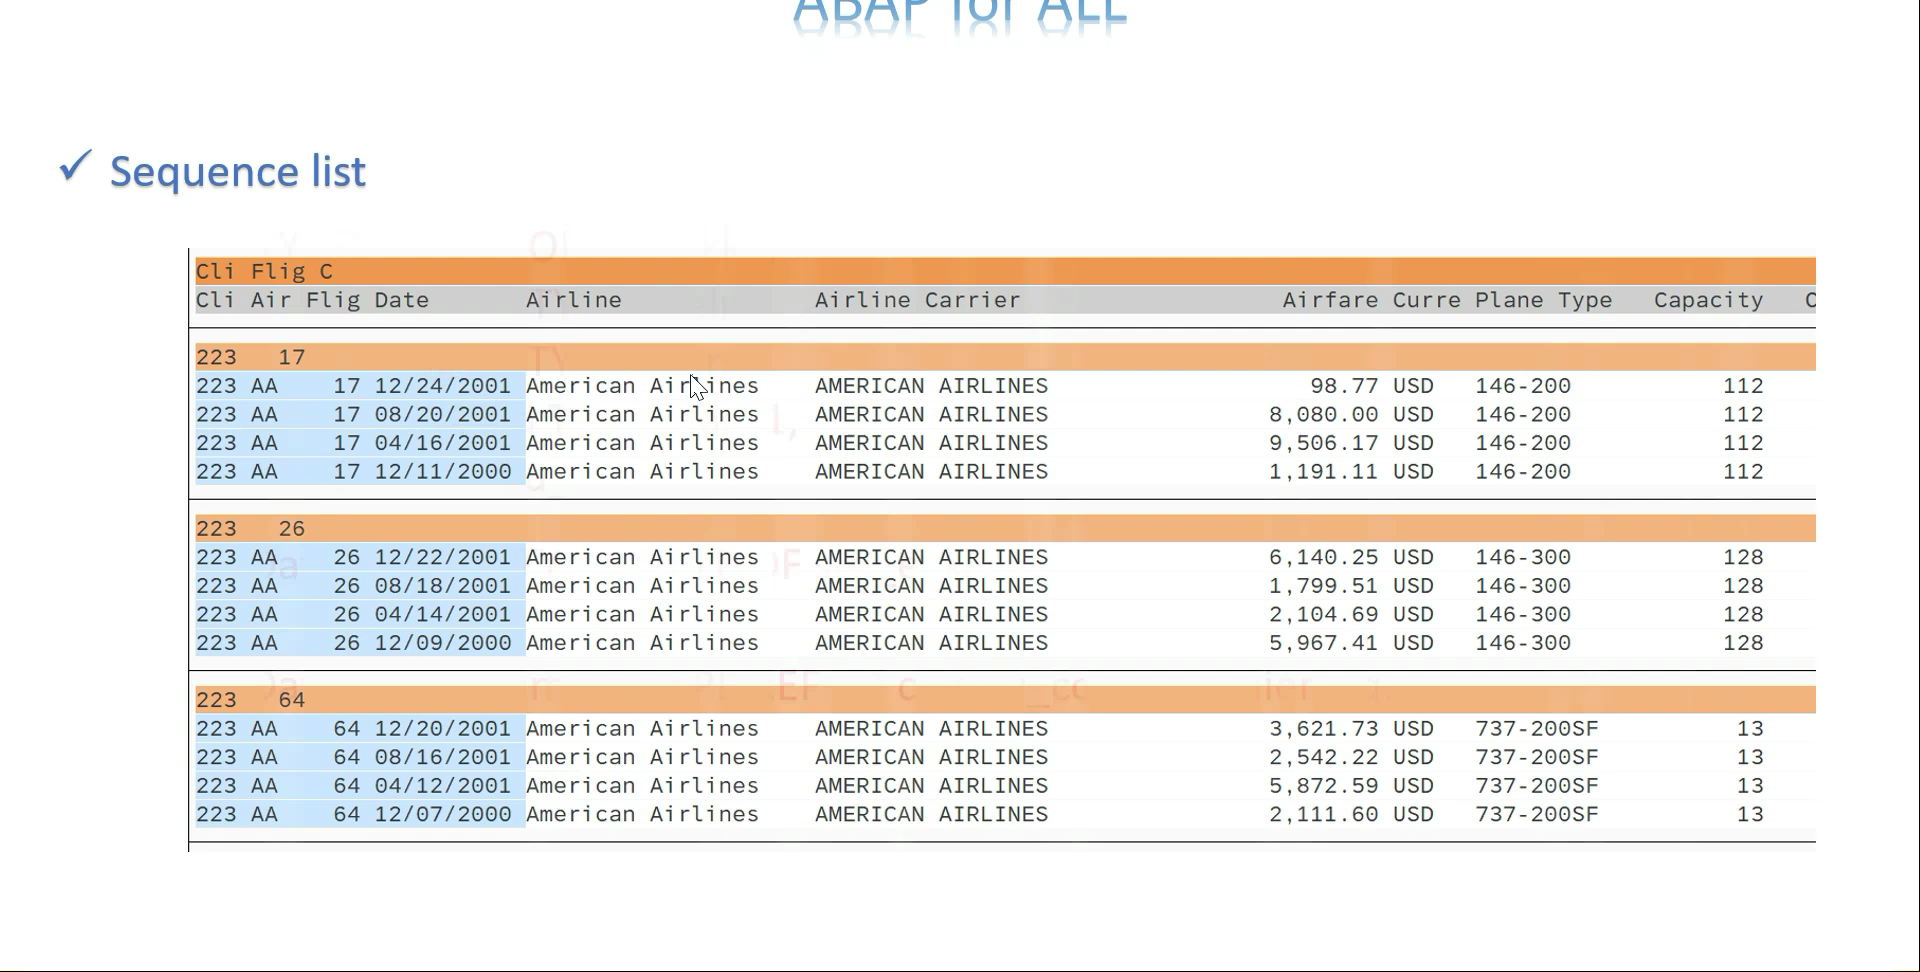 ABAP for ALL
✓ Sequence list
Cli Flig C
Cli Air Flig Date Airline Airline Carrier Airfare Curre Plane Type Capacity
223 17
223 AA 17 12/24/2001 American Airlines AMERICAN AIRLINES 98.77 USD 146-200 112
223 AA 17 08/20/2001 American Airlines AMERICAN AIRLINES 8,080.00 USD 146-200 112
223 AA 17 04/16/2001 American Airlines AMERICAN AIRLINES 9,506.17 USD 146-200 112
223 AA 17 12/11/2000 American Airlines AMERICAN AIRLINES 1,191.11 USD 146-200 112
223 26
223 AA 26 12/22/2001 American Airlines AMERICAN AIRLINES 6,140.25 USD 146-300 128
223 AA 26 08/18/2001 American Airlines AMERICAN AIRLINES 1,799.51 USD 146-300 128
223 AA 26 04/14/2001 American Airlines AMERICAN AIRLINES 2,104.69 USD 146-300 128
223 AA 26 12/09/2000 American Airlines AMERICAN AIRLINES 5,967.41 USD 146-300 128
223 64
223 AA 64 12/20/2001 American Airlines AMERICAN AIRLINES 3,621.73 USD 737-200SF 13
223 AA 64 08/16/2001 American Airlines AMERICAN AIRLINES 2,542.22 USD 737-200SF 13
223 AA 64 04/12/2001 American Airlines AMERICAN AIRLINES 5,872.59 USD 737-200SF 13
223 AA 64 12/07/2000 American Airlines AMERICAN AIRLINES 2,111.60 USD 737-200SF 13